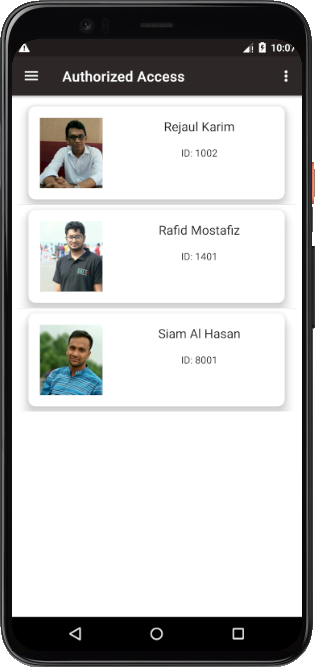 10:07
Authorized Access
Rejaul Karim
ID: 1002
Rafid Mostafiz
ID: 1401
Siam Al Hasan
ID: 8001